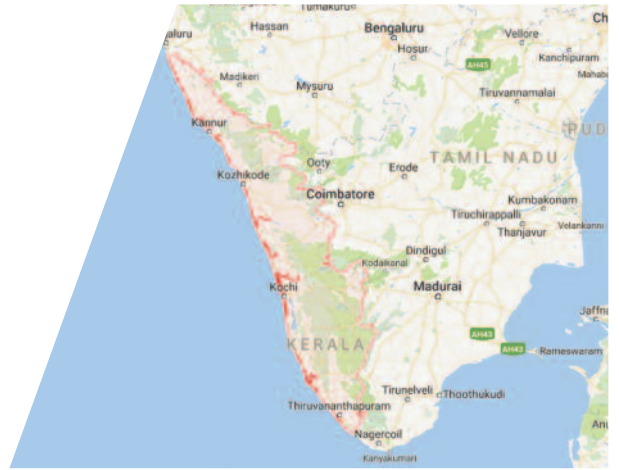 Tumakuru
Hassan
Bengaluru
Ch
aluru
Vellore
Hosur
Kanchipuram
AH45
Madikeri
Mahab
Mysuru
Tiruvannamalai
Kannur
PUD
Ooty
TAMIL NADU
Erode
Kozhikode
Coimbatore
Kumbakonam
Tiruchirappalli
Thanjavur
Velankanni
Dindigul
Kodaikanal
Kochi
Madurai
Jaffna
AH43
KERALA
AH43
Rameswaram
Tirunelveli
Thoothukudi
Thiruvananthapuram
Anu
Nagercoil
Kanyakumari